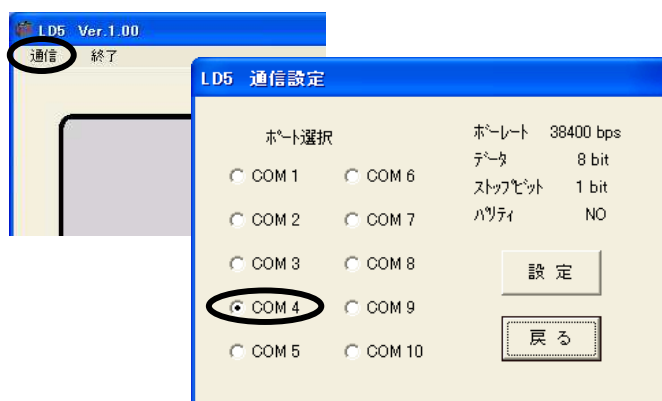 LD5 Ver.1.00
通信 終了
LD5 通信設定
ﾎﾟｰﾄ選択
COM 1 COM 6
COM 2 COM 7
COM 3 COM 8
COM 4 COM 9
COM 5 COM 10
ﾎﾞｰﾚｰﾄ 38400 bps
ﾃﾞｰﾀ 8 bit
ｽﾄｯﾌﾟﾋﾞｯﾄ 1 bit
ﾊﾟﾘﾃｨ NO
設 定
戻 る